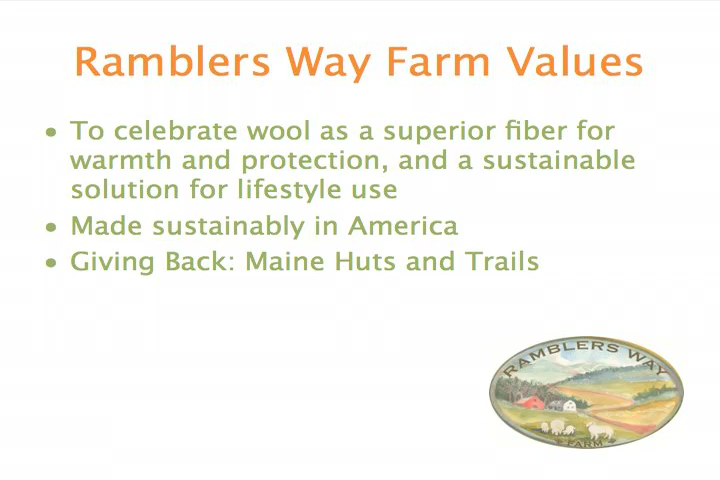 Ramblers Way Farm Values
• To celebrate wool as a superior fiber for
warmth and protection, and a sustainable
solution for lifestyle use
• Made sustainably in America
• Giving Back: Maine Huts and Trails
RAMBLERS WAY
FARM